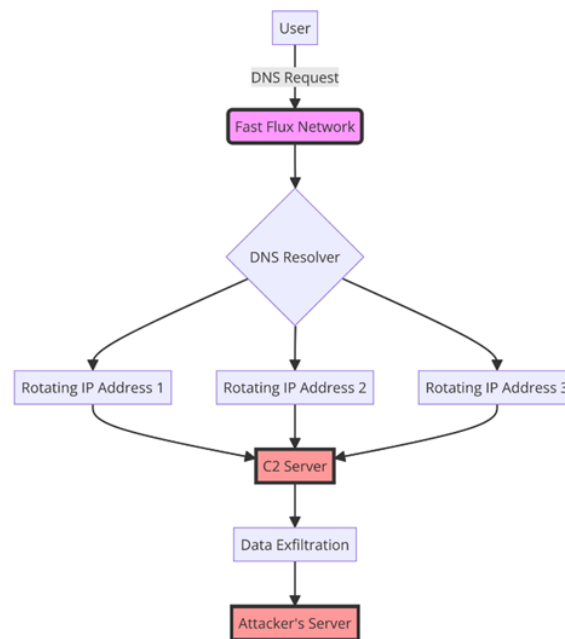 User
DNS Request
Fast Flux Network
DNS Resolver
Rotating IP Address 1
Rotating IP Address 2
Rotating IP Address 3
C2 Server
Data Exfiltration
Attacker's Server